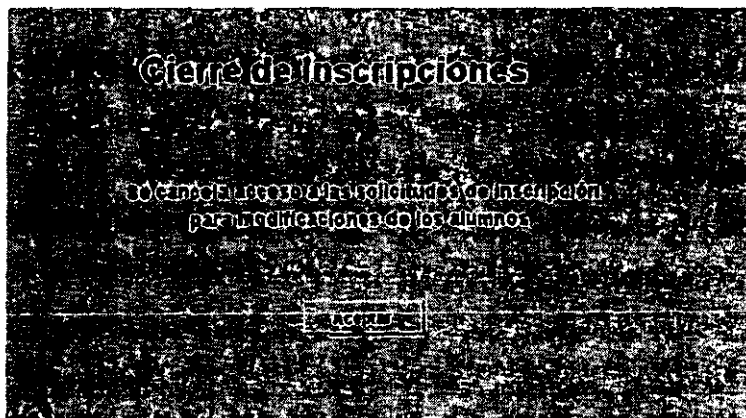 Cierre de Inscripciones
se cancela acceso a las solicitudes de inscripción
para modificaciones de los alumnos
Aceptar